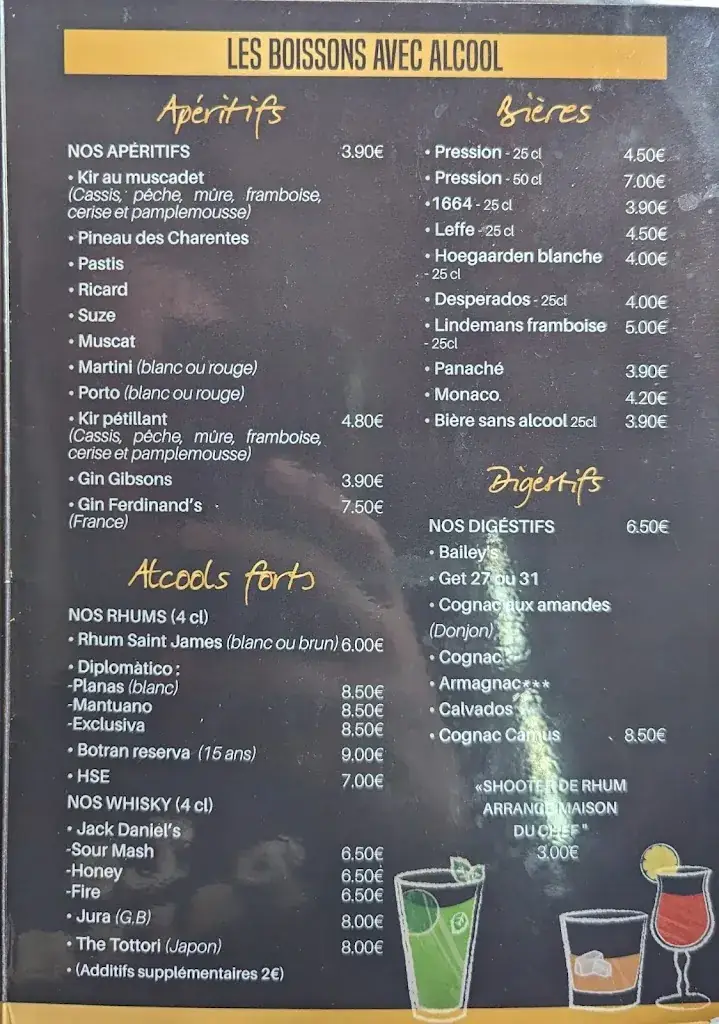 LES BOISSONS AVEC ALCOOL
Apéritifs
NOS APÉRITIFS 3.90€
• Kir au muscadet
(Cassis, pêche, mûre, framboise,
cerise et pamplemousse)
• Pineau des Charentes
• Pastis
• Ricard
• Suze
• Muscat
• Martini (blanc ou rouge)
• Porto (blanc ou rouge)
• Kir pétillant 4.80€
(Cassis, pêche, mûre, framboise,
cerise et pamplemousse)
• Gin Gibsons 3.90€
• Gin Ferdinand's 7.50€
(France)
Alcools forts
NOS RHUMS (4 cl)
• Rhum Saint James (blanc ou brun) 6.00€
• Diplomàtico :
-Planas (blanc) 8.50€
-Mantuano 8.50€
-Exclusiva 8.50€
• Botran reserva (15 ans) 9.00€
• HSE 7.00€
NOS WHISKY (4 cl)
• Jack Daniel's
-Sour Mash 6.50€
-Honey 6.50€
-Fire 6.50€
• Jura (G.B) 8.00€
• The Tottori (Japon) 8.00€
• (Additifs supplémentaires 2€)
Bières
• Pression - 25 cl 4.50€
• Pression - 50 cl 7.00€
•1664 - 25 cl 3.90€
• Leffe - 25 cl 4.50€
• Hoegaarden blanche 4.00€
- 25 cl
• Desperados - 25cl 4.00€
• Lindemans framboise 5.00€
- 25cl
• Panaché 3.90€
• Monaco 4.20€
• Bière sans alcool 25cl 3.90€
Digéstifs
NOS DIGÉSTIFS 6.50€
• Bailey's
• Get 27 ou 31
• Cognac aux amandes
(Donjon)
• Cognac
• Armagnac***
• Calvados
• Cognac Camus 8.50€
«SHOOTER DE RHUM
ARRANGÉ MAISON
DU CHEF "
3.00€